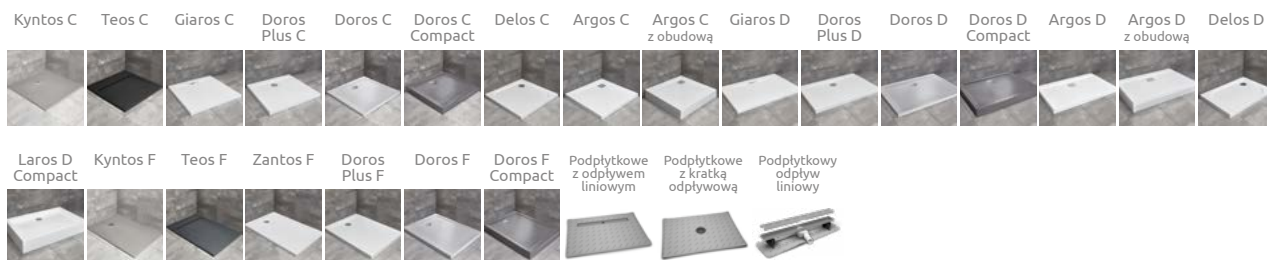 Kyntos C
Teos C
Giaros C
Doros
Plus C
Doros C
Doros C
Compact
Delos C
Argos C
Argos C
z obudową
Giaros D
Doros
Plus D
Doros D
Doros D
Compact
Argos D
Argos D
z obudową
Delos D
Laros D
Compact
Kyntos F
Teos F
Zantos F
Doros
Plus F
Doros F
Doros F
Compact
Podpłytkowe
z odpływem
liniowym
Podpłytkowe
z kratką
odpływową
Podpłytkowy
odpływ
liniowy